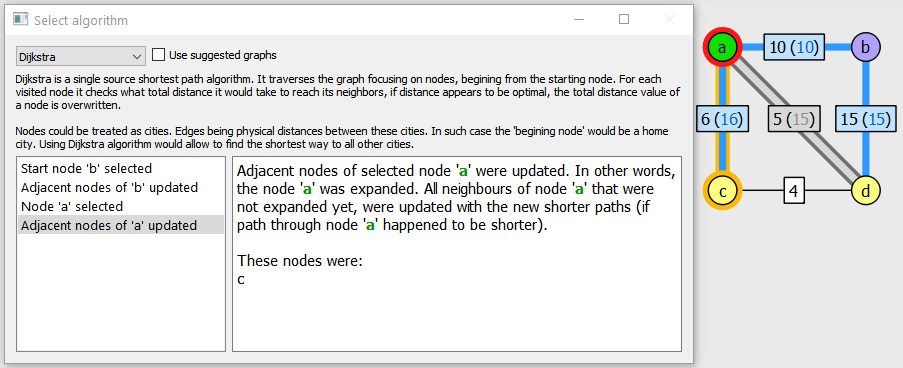 Select algorithm
Dijkstra
Use suggested graphs
Dijkstra is a single source shortest path algorithm. It traverses the graph focusing on nodes, begining from the starting node. For each
visited node it checks what total distance it would take to reach its neighbors, if distance appears to be optimal, the total distance value of
a node is overwritten.
Nodes could be treated as cities. Edges being physical distances between these cities. In such case the 'begining node' would be a home
city. Using Dijkstra algorithm would allow to find the shortest way to all other cities.
Start node 'b' selected
Adjacent nodes of 'b' updated
Node 'a' selected
Adjacent nodes of 'a' updated
Adjacent nodes of selected node 'a' were updated. In other words,
the node 'a' was expanded. All neighbours of node 'a' that were
not expanded yet, were updated with the new shorter paths (if
path through node 'a' happened to be shorter).
These nodes were:
c
a
10 (10)
b
6 (16)
5 (15)
15 (15)
c
4
d